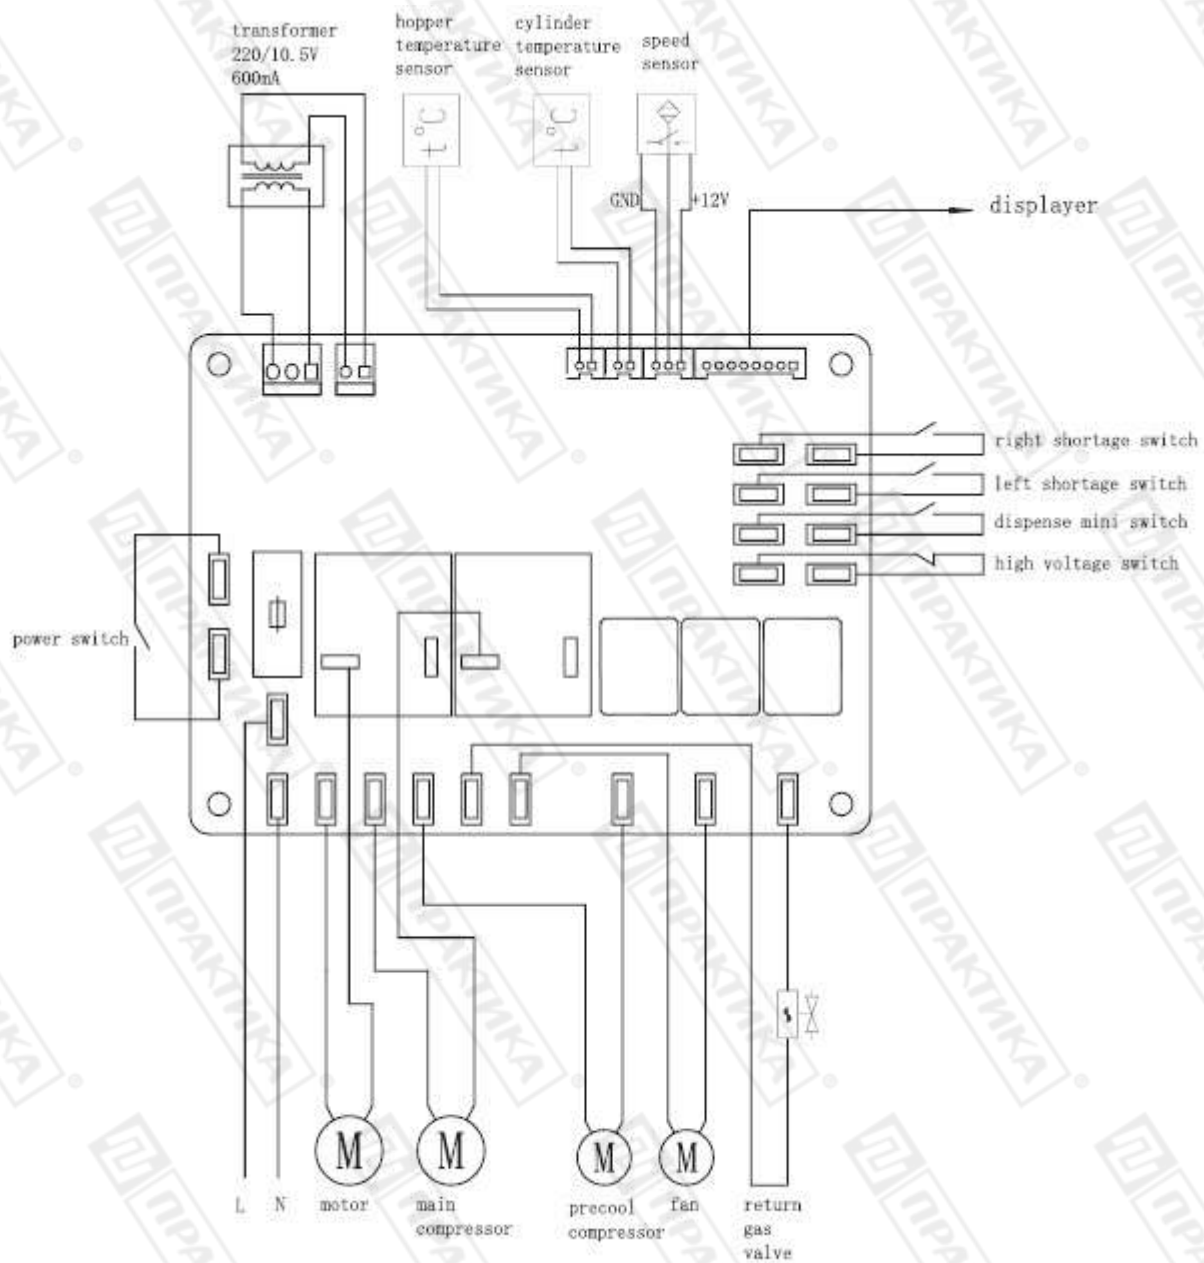 transformer
220/10.5V
600mA
hopper
temperature
sensor
cylinder
temperature
sensor
speed
sensor
t°C
t°C
GND
+12V
displayer
right shortage switch
left shortage switch
dispense mini switch
high voltage switch
power switch
M
M
M
M
L
N
motor
main
compressor
precool
compressor
fan
return
gas
valve
ПРАКТИКА ®